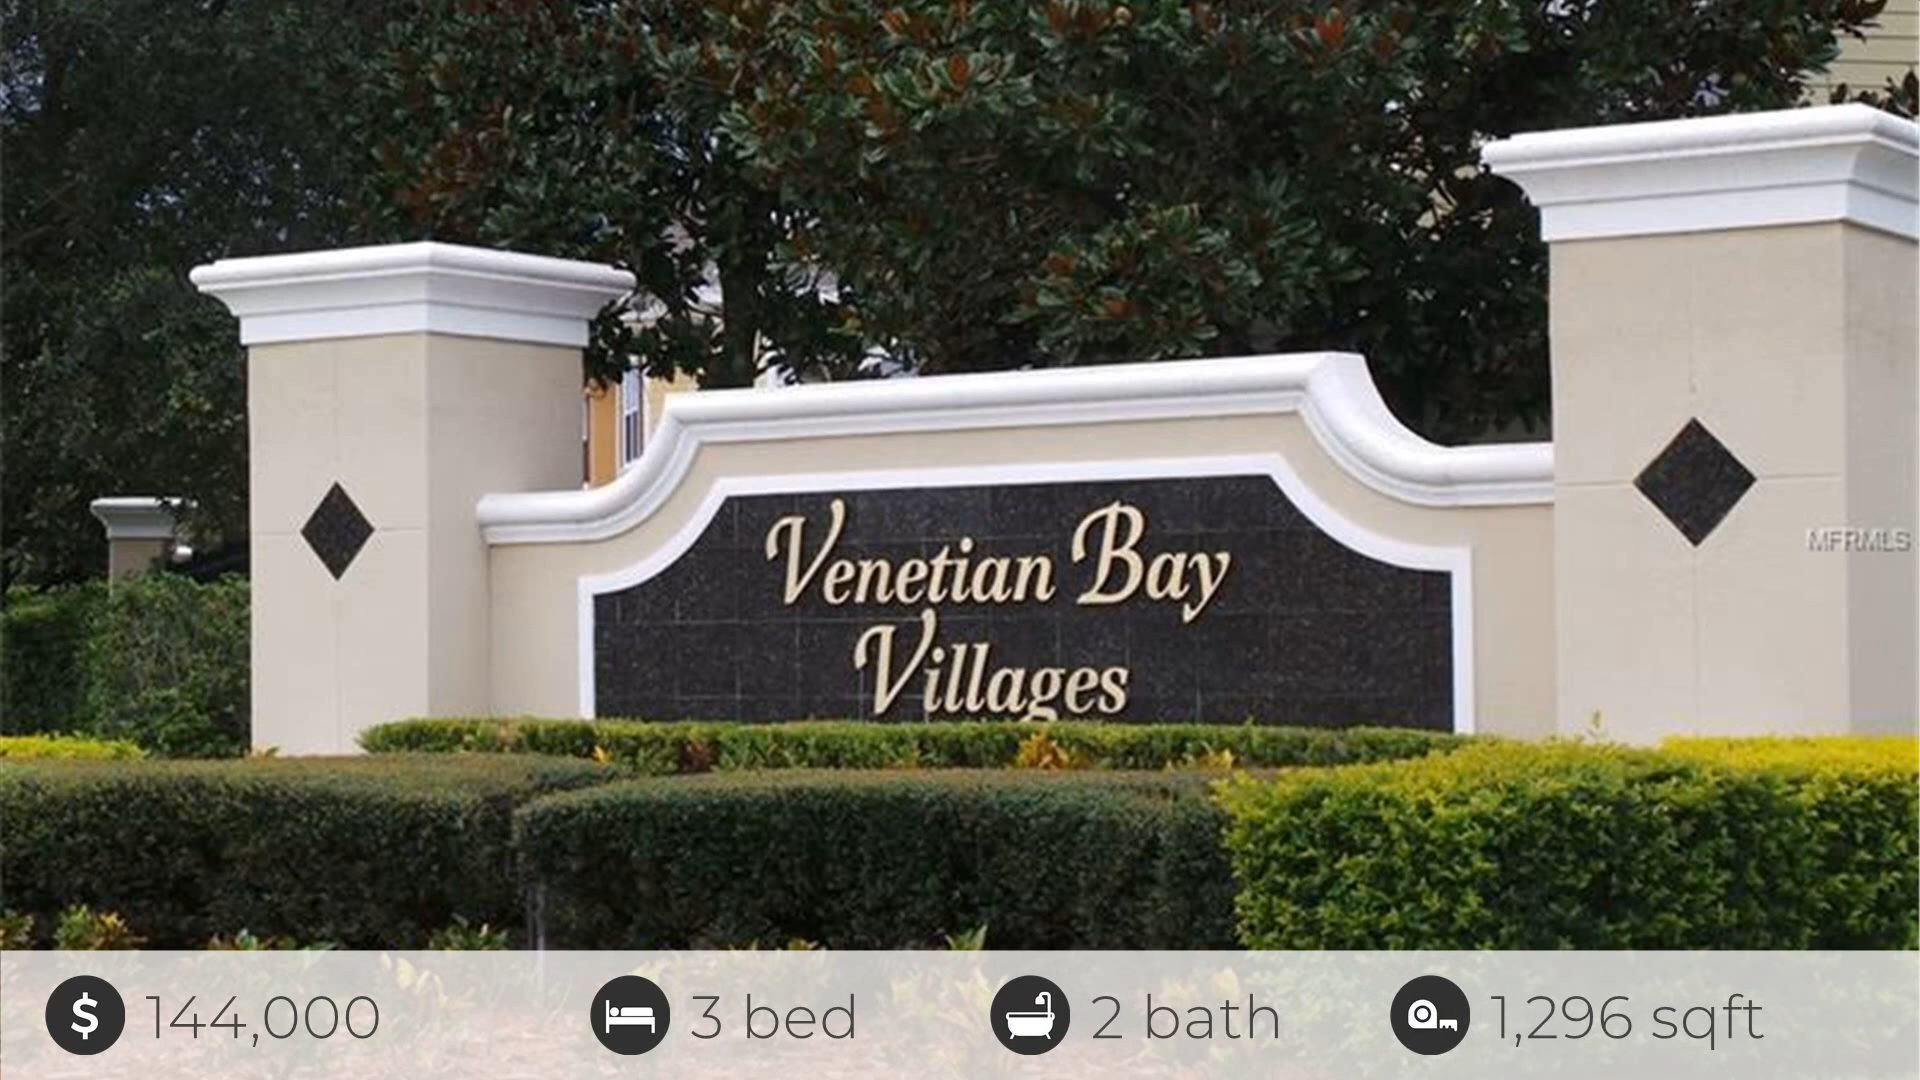 Venetian Bay
Villages
MFRMLS
$ 144,000
3 bed
2 bath
1,296 sqft